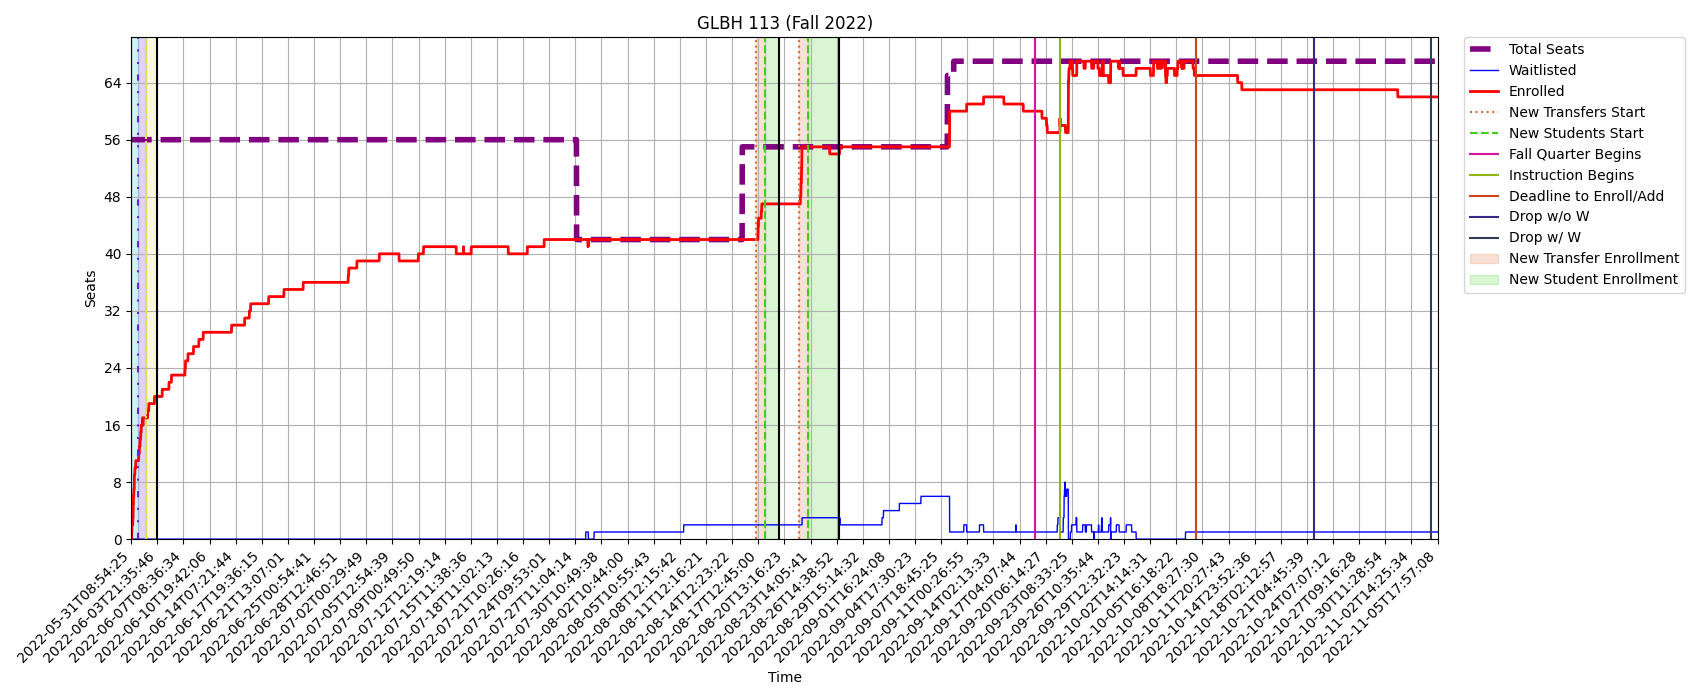 GLBH 113 (Fall 2022)
Seats
64
56
48
40
32
24
16
8
0
2022-05-31T08:54:25
2022-06-03T21:35:46
2022-06-07T08:36:34
2022-06-10T19:42:06
2022-06-14T07:21:44
2022-06-17T19:36:15
2022-06-21T13:07:01
2022-06-25T00:54:41
2022-06-28T12:46:51
2022-07-02T00:29:49
2022-07-05T12:54:39
2022-07-09T00:49:50
2022-07-12T12:19:14
2022-07-15T11:38:36
2022-07-18T11:02:13
2022-07-21T10:26:16
2022-07-24T09:53:01
2022-07-27T11:04:14
2022-07-30T10:49:38
2022-08-02T10:44:00
2022-08-05T10:55:43
2022-08-08T12:15:42
2022-08-11T12:16:21
2022-08-14T12:23:22
2022-08-17T12:45:00
2022-08-20T13:16:23
2022-08-23T14:05:41
2022-08-26T14:38:52
2022-08-29T15:14:32
2022-09-01T16:24:08
2022-09-04T17:30:23
2022-09-07T18:45:25
2022-09-11T00:26:55
2022-09-14T02:13:33
2022-09-17T04:07:44
2022-09-20T06:14:27
2022-09-23T08:33:25
2022-09-26T10:35:44
2022-09-29T12:32:23
2022-10-02T14:14:31
2022-10-05T16:18:22
2022-10-08T18:27:30
2022-10-11T20:27:43
2022-10-14T23:52:36
2022-10-18T02:12:57
2022-10-21T04:45:39
2022-10-24T07:07:12
2022-10-27T09:16:28
2022-10-30T11:28:54
2022-11-02T14:25:34
2022-11-05T17:57:08
Time
Total Seats
Waitlisted
Enrolled
New Transfers Start
New Students Start
Fall Quarter Begins
Instruction Begins
Deadline to Enroll/Add
Drop w/o W
Drop w/ W
New Transfer Enrollment
New Student Enrollment